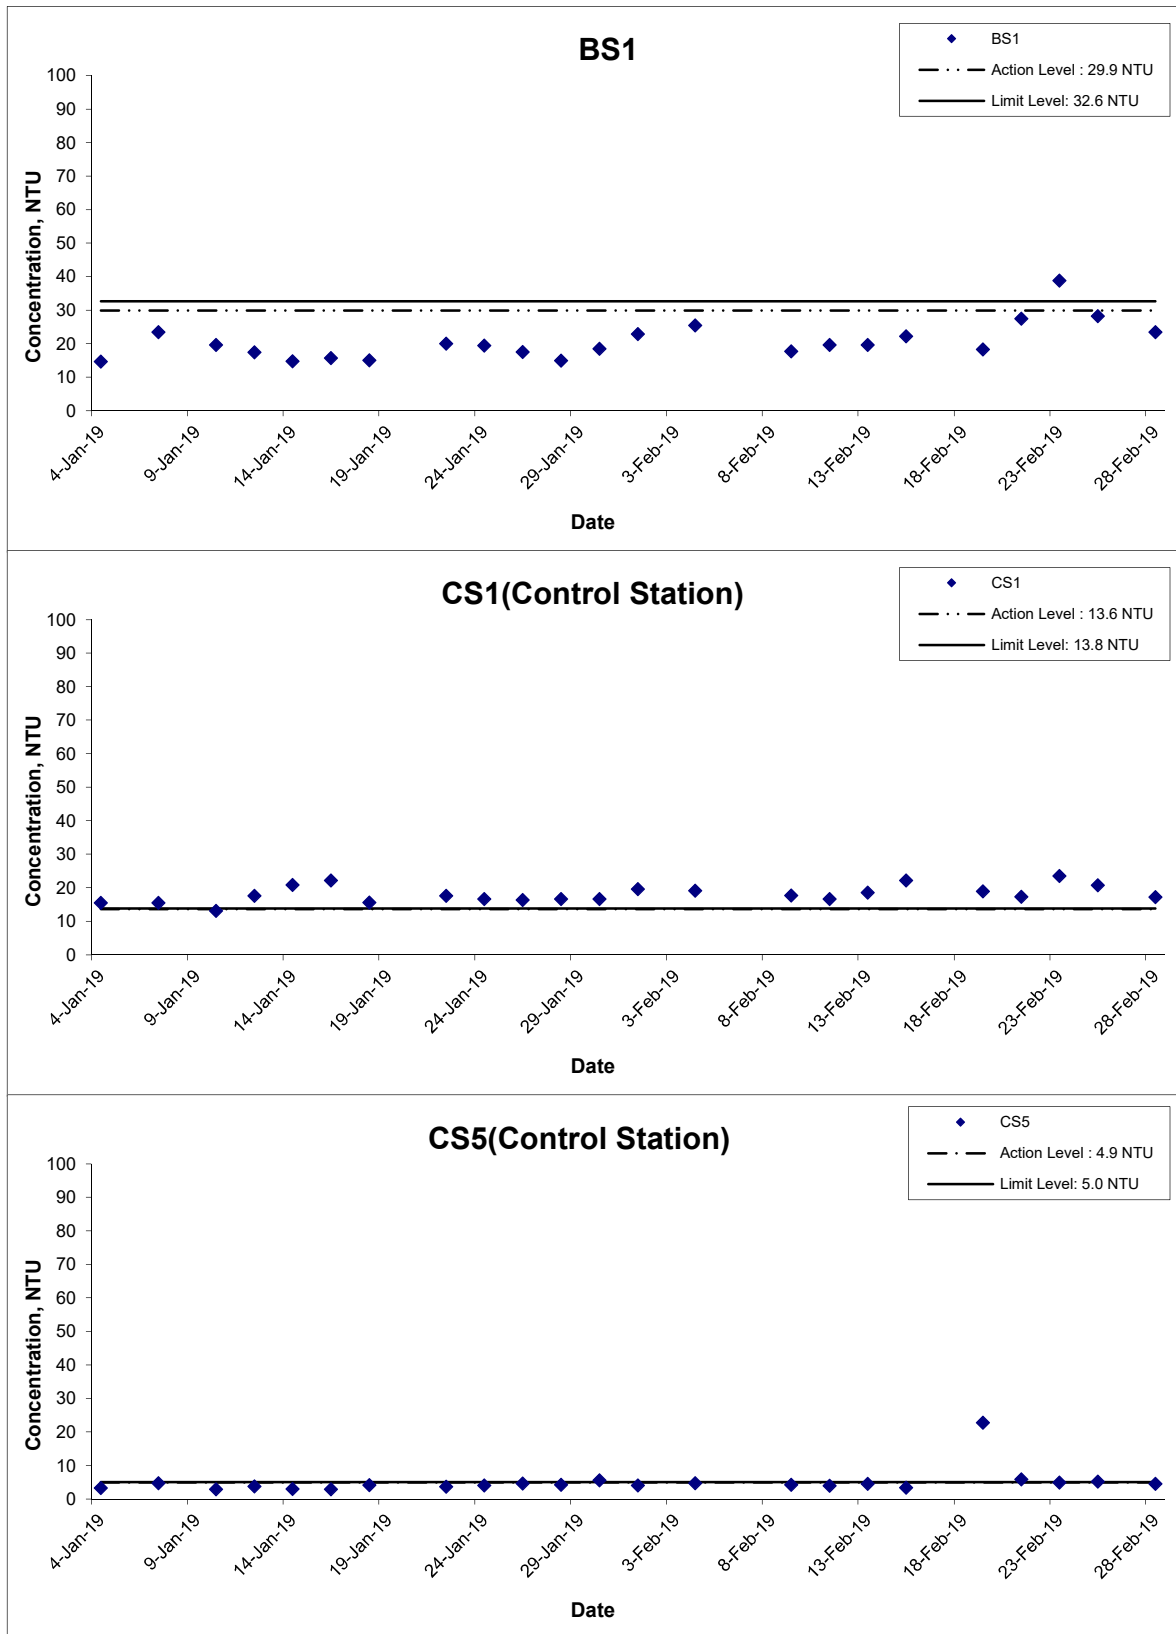 BS1
BS1
Action Level : 29.9 NTU
Limit Level: 32.6 NTU
Concentration, NTU
100
90
80
70
60
50
40
30
20
10
0
4-Jan-19
9-Jan-19
14-Jan-19
19-Jan-19
24-Jan-19
29-Jan-19
3-Feb-19
8-Feb-19
13-Feb-19
18-Feb-19
23-Feb-19
28-Feb-19
Date
CS1(Control Station)
CS1
Action Level : 13.6 NTU
Limit Level: 13.8 NTU
Concentration, NTU
100
90
80
70
60
50
40
30
20
10
0
4-Jan-19
9-Jan-19
14-Jan-19
19-Jan-19
24-Jan-19
29-Jan-19
3-Feb-19
8-Feb-19
13-Feb-19
18-Feb-19
23-Feb-19
28-Feb-19
Date
CS5(Control Station)
CS5
Action Level : 4.9 NTU
Limit Level: 5.0 NTU
Concentration, NTU
100
90
80
70
60
50
40
30
20
10
0
4-Jan-19
9-Jan-19
14-Jan-19
19-Jan-19
24-Jan-19
29-Jan-19
3-Feb-19
8-Feb-19
13-Feb-19
18-Feb-19
23-Feb-19
28-Feb-19
Date